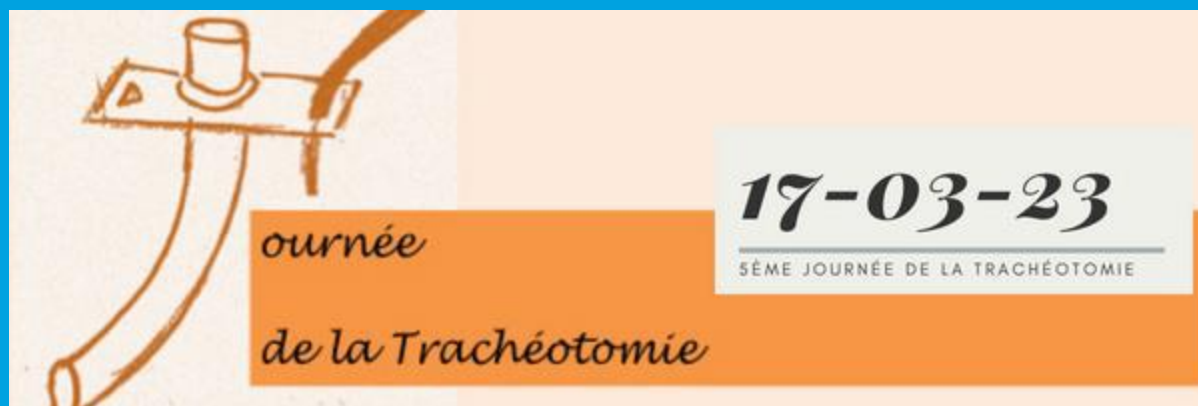 ournée
de la Trachéotomie
17-03-23
5ÈME JOURNÉE DE LA TRACHÉOTOMIE